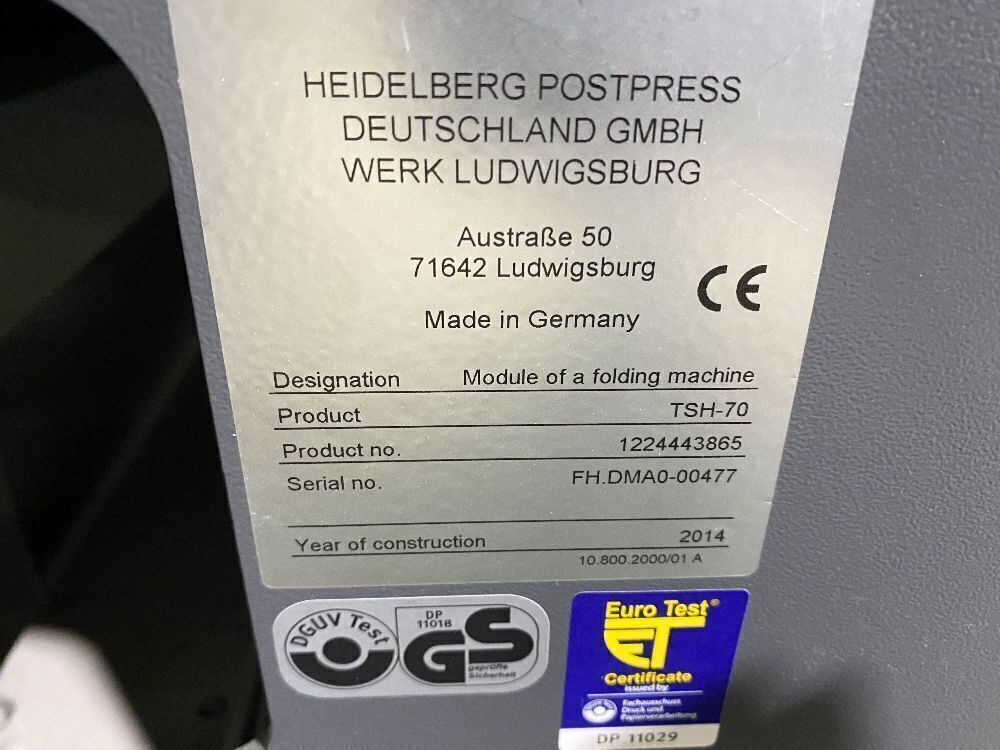 HEIDELBERG POSTPRESS
DEUTSCHLAND GMBH
WERK LUDWIGSBURG
Austraße 50
71642 Ludwigsburg
CE
Made in Germany
Designation Module of a folding machine
Product TSH-70
Product no. 1224443865
Serial no. FH.DMA0-00477
Year of construction 2014
10.800.2000/01 A
DGUV Test
DP
11018
GS
geprüfte
Sicherheit
Euro Test®
ET
Certificate
issued by
Fachausschuss
Druck und
Papierverarbeitung
DP 11029